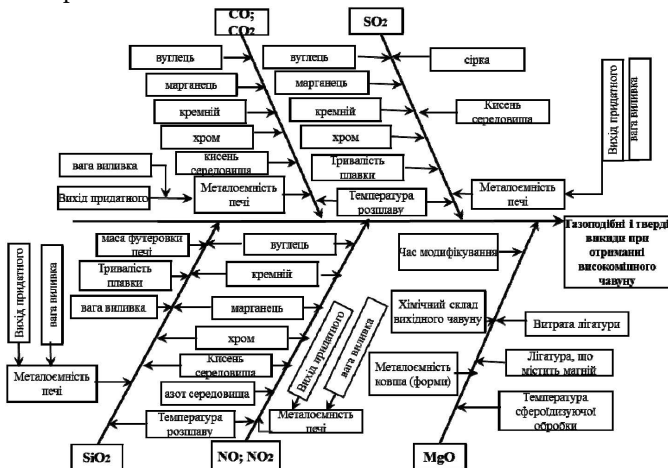 CO;
CO2
SO2
вуглець
марганець
кремній
хром
кисень
середовища
вага виливка
Вихід придатного
Металоємність
печі
вуглець
сірка
марганець
кремній
Кисень
середовища
хром
Тривалість
плавки
Температура
розплаву
Металоємність
печі
Вихід придатного
вага виливка
Газоподібні і тверді
викиди при
отриманні
високоміцного
чавуну
маса футеровки
печі
Тривалість
плавки
вага виливка
Вихід придатного
вага виливка
Металоємність
печі
вуглець
кремній
марганець
хром
Кисень
середовища
азот середовища
Температура
розплаву
Вихід придатного
вага виливка
Металоємність
печі
Час модифікування
Хімічний склад
вихідного чавуну
Витрата лігатури
Металоємність
ковша (форми)
Лігатура, що
містить магній
Температура
сфероїдизуючої
обробки
SiO2
NO; NO2
MgO